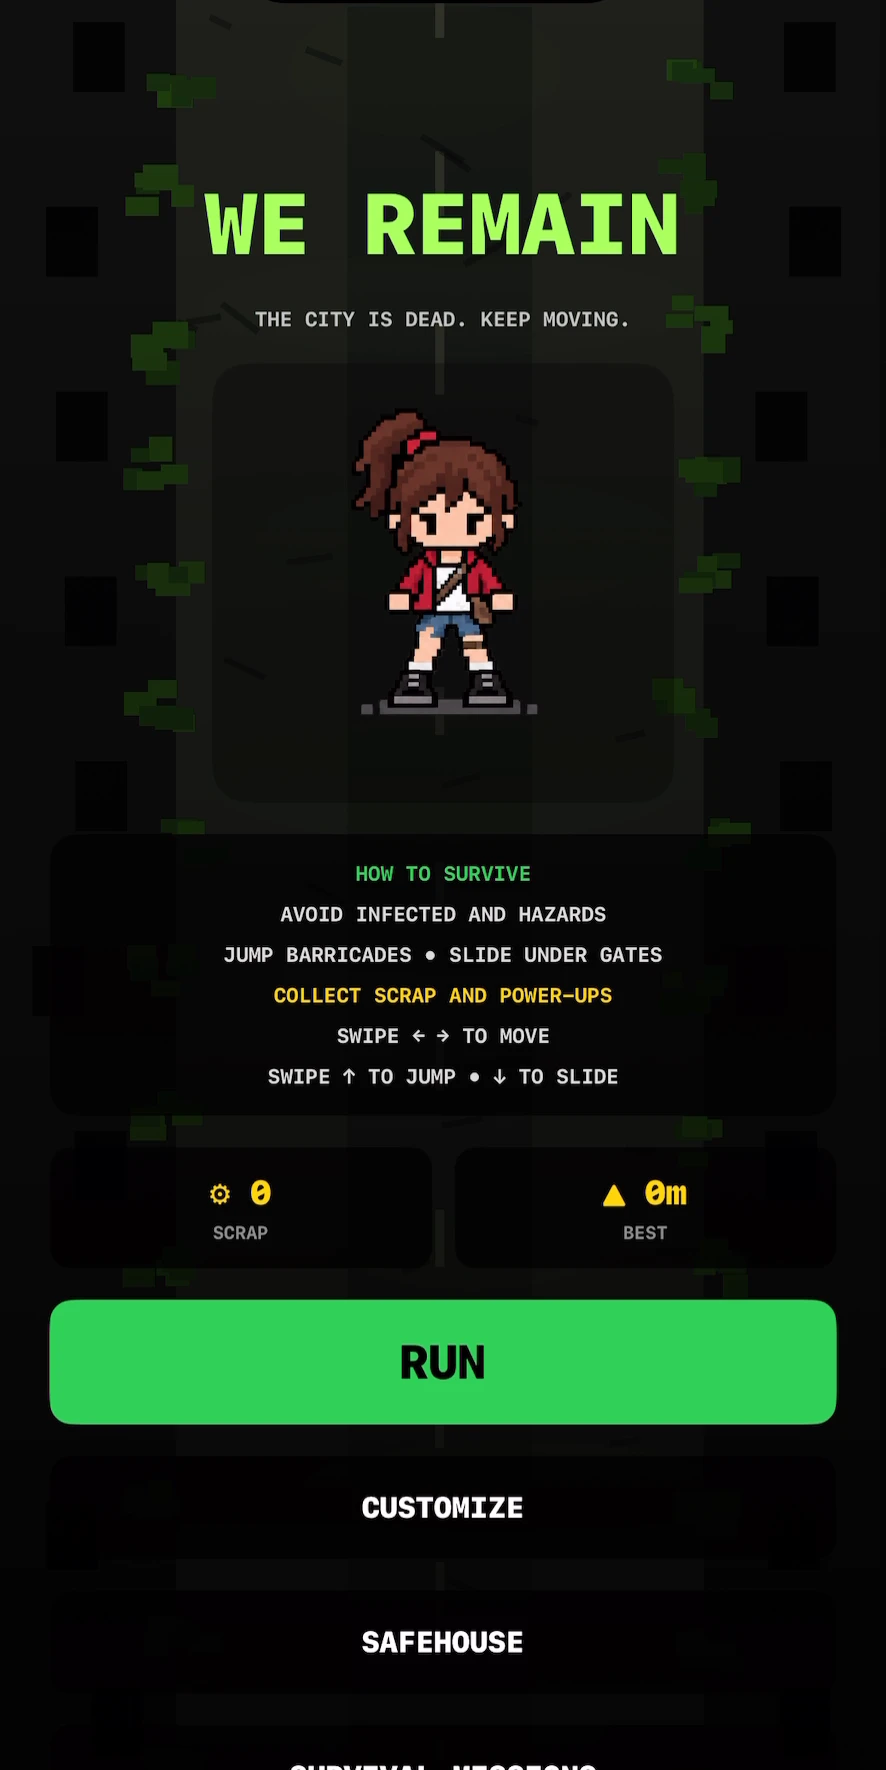 WE REMAIN
THE CITY IS DEAD. KEEP MOVING.
HOW TO SURVIVE
AVOID INFECTED AND HAZARDS
JUMP BARRICADES • SLIDE UNDER GATES
COLLECT SCRAP AND POWER-UPS
SWIPE ← → TO MOVE
SWIPE ↑ TO JUMP • ↓ TO SLIDE
⚙ 0
SCRAP
▲ 0m
BEST
RUN
CUSTOMIZE
SAFEHOUSE
SURVIVAL MISSIONS